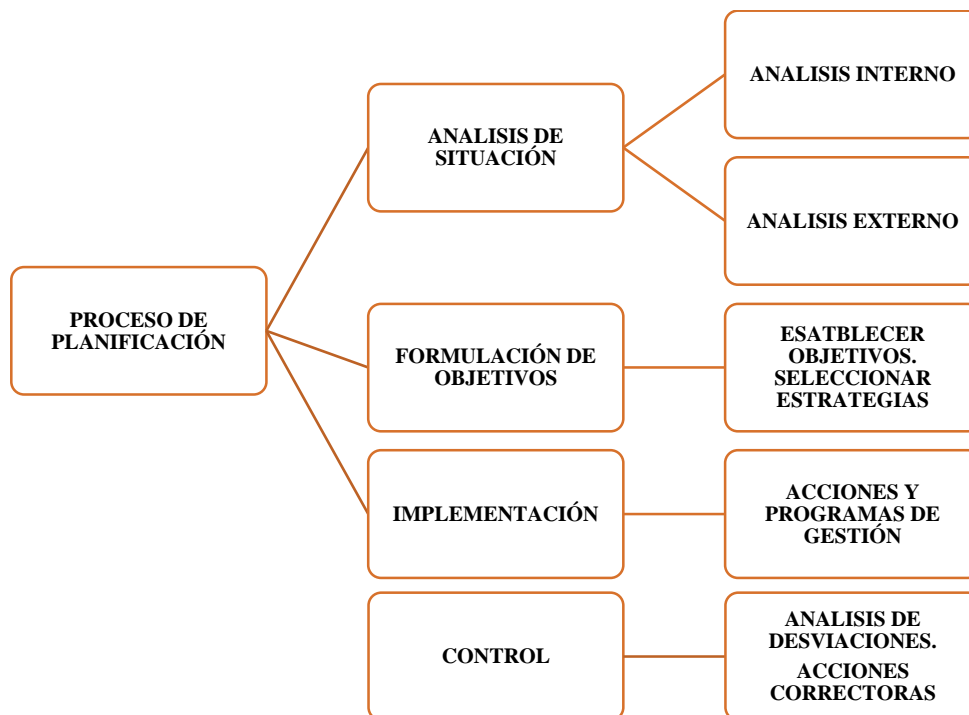 ANALISIS INTERNO
ANALISIS DE
SITUACIÓN
ANALISIS EXTERNO
PROCESO DE
PLANIFICACIÓN
FORMULACIÓN DE
OBJETIVOS
ESATBLECER
OBJETIVOS.
SELECCIONAR
ESTRATEGIAS
IMPLEMENTACIÓN
ACCIONES Y
PROGRAMAS DE
GESTIÓN
CONTROL
ANALISIS DE
DESVIACIONES.
ACCIONES
CORRECTORAS